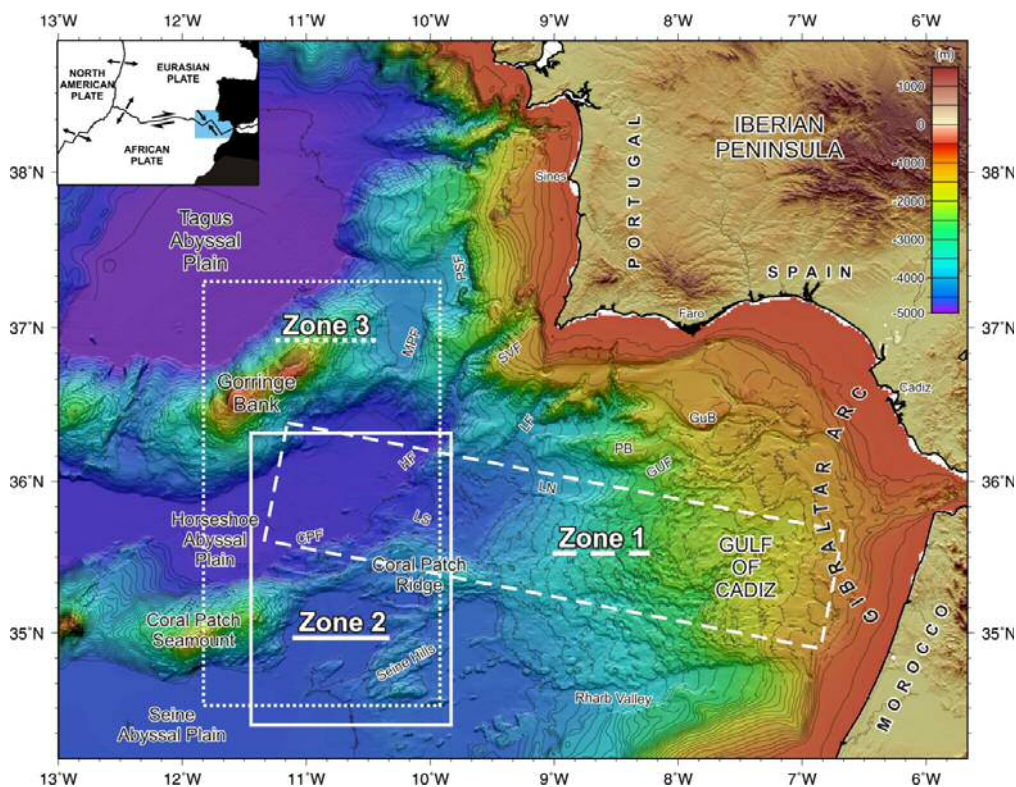 13°W 12°W 11°W 10°W 9°W 8°W 7°W 6°W
NORTH
AMERICAN
PLATE
EURASIAN
PLATE
AFRICAN
PLATE
(m)
1000
0
-1000
-2000
-3000
-4000
-5000
IBERIAN
PENINSULA
PORTUGAL
SPAIN
38°N
38°N
Sines
Tagus
Abyssal
Plain
PSF
37°N
37°N
Zone 3
MPF
SVF
Faro
Cadiz
Gorringe
Bank
LF
GuB
PB
GUF
36°N
36°N
HF
LN
GIBRALTAR ARC
Horseshoe
Abyssal
Plain
Ls
CPF
Zone 1
GULF
OF
CADIZ
Coral Patch
Ridge
Coral Patch
Seamount
Zone 2
35°N
35°N
Seine Hills
Rharb Valley
MOROCCO
Seine
Abyssal Plain
13°W 12°W 11°W 10°W 9°W 8°W 7°W 6°W